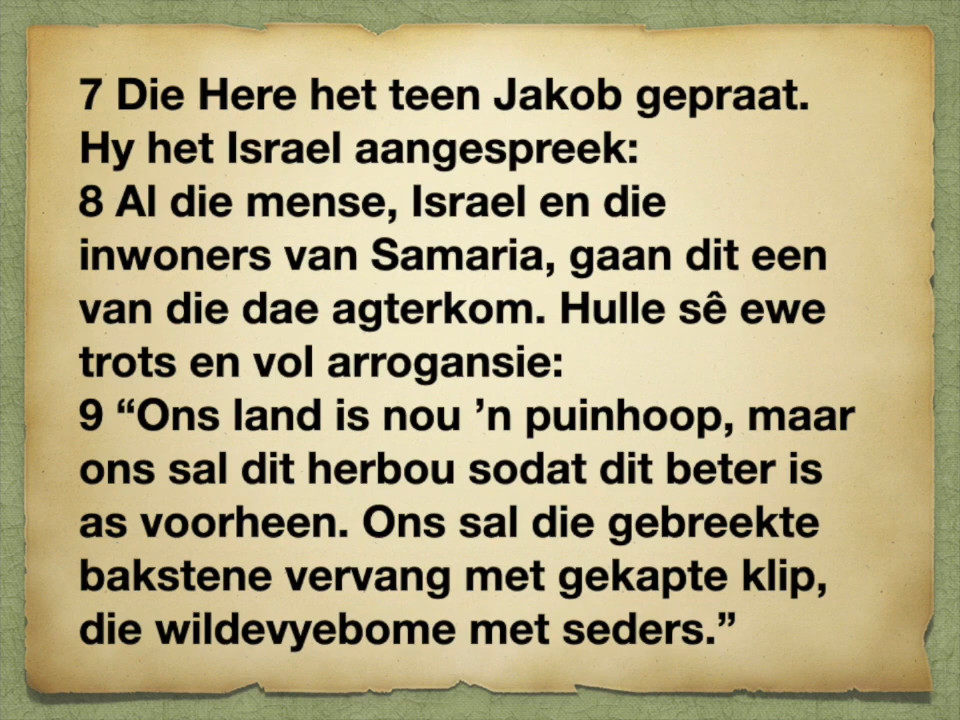 7 Die Here het teen Jakob gepraat.
Hy het Israel aangespreek:
8 Al die mense, Israel en die
inwoners van Samaria, gaan dit een
van die dae agterkom. Hulle sê ewe
trots en vol arrogansie:
9 “Ons land is nou ’n puinhoop, maar
ons sal dit herbou sodat dit beter is
as voorheen. Ons sal die gebreekte
bakstene vervang met gekapte klip,
die wildevyebome met seders.”